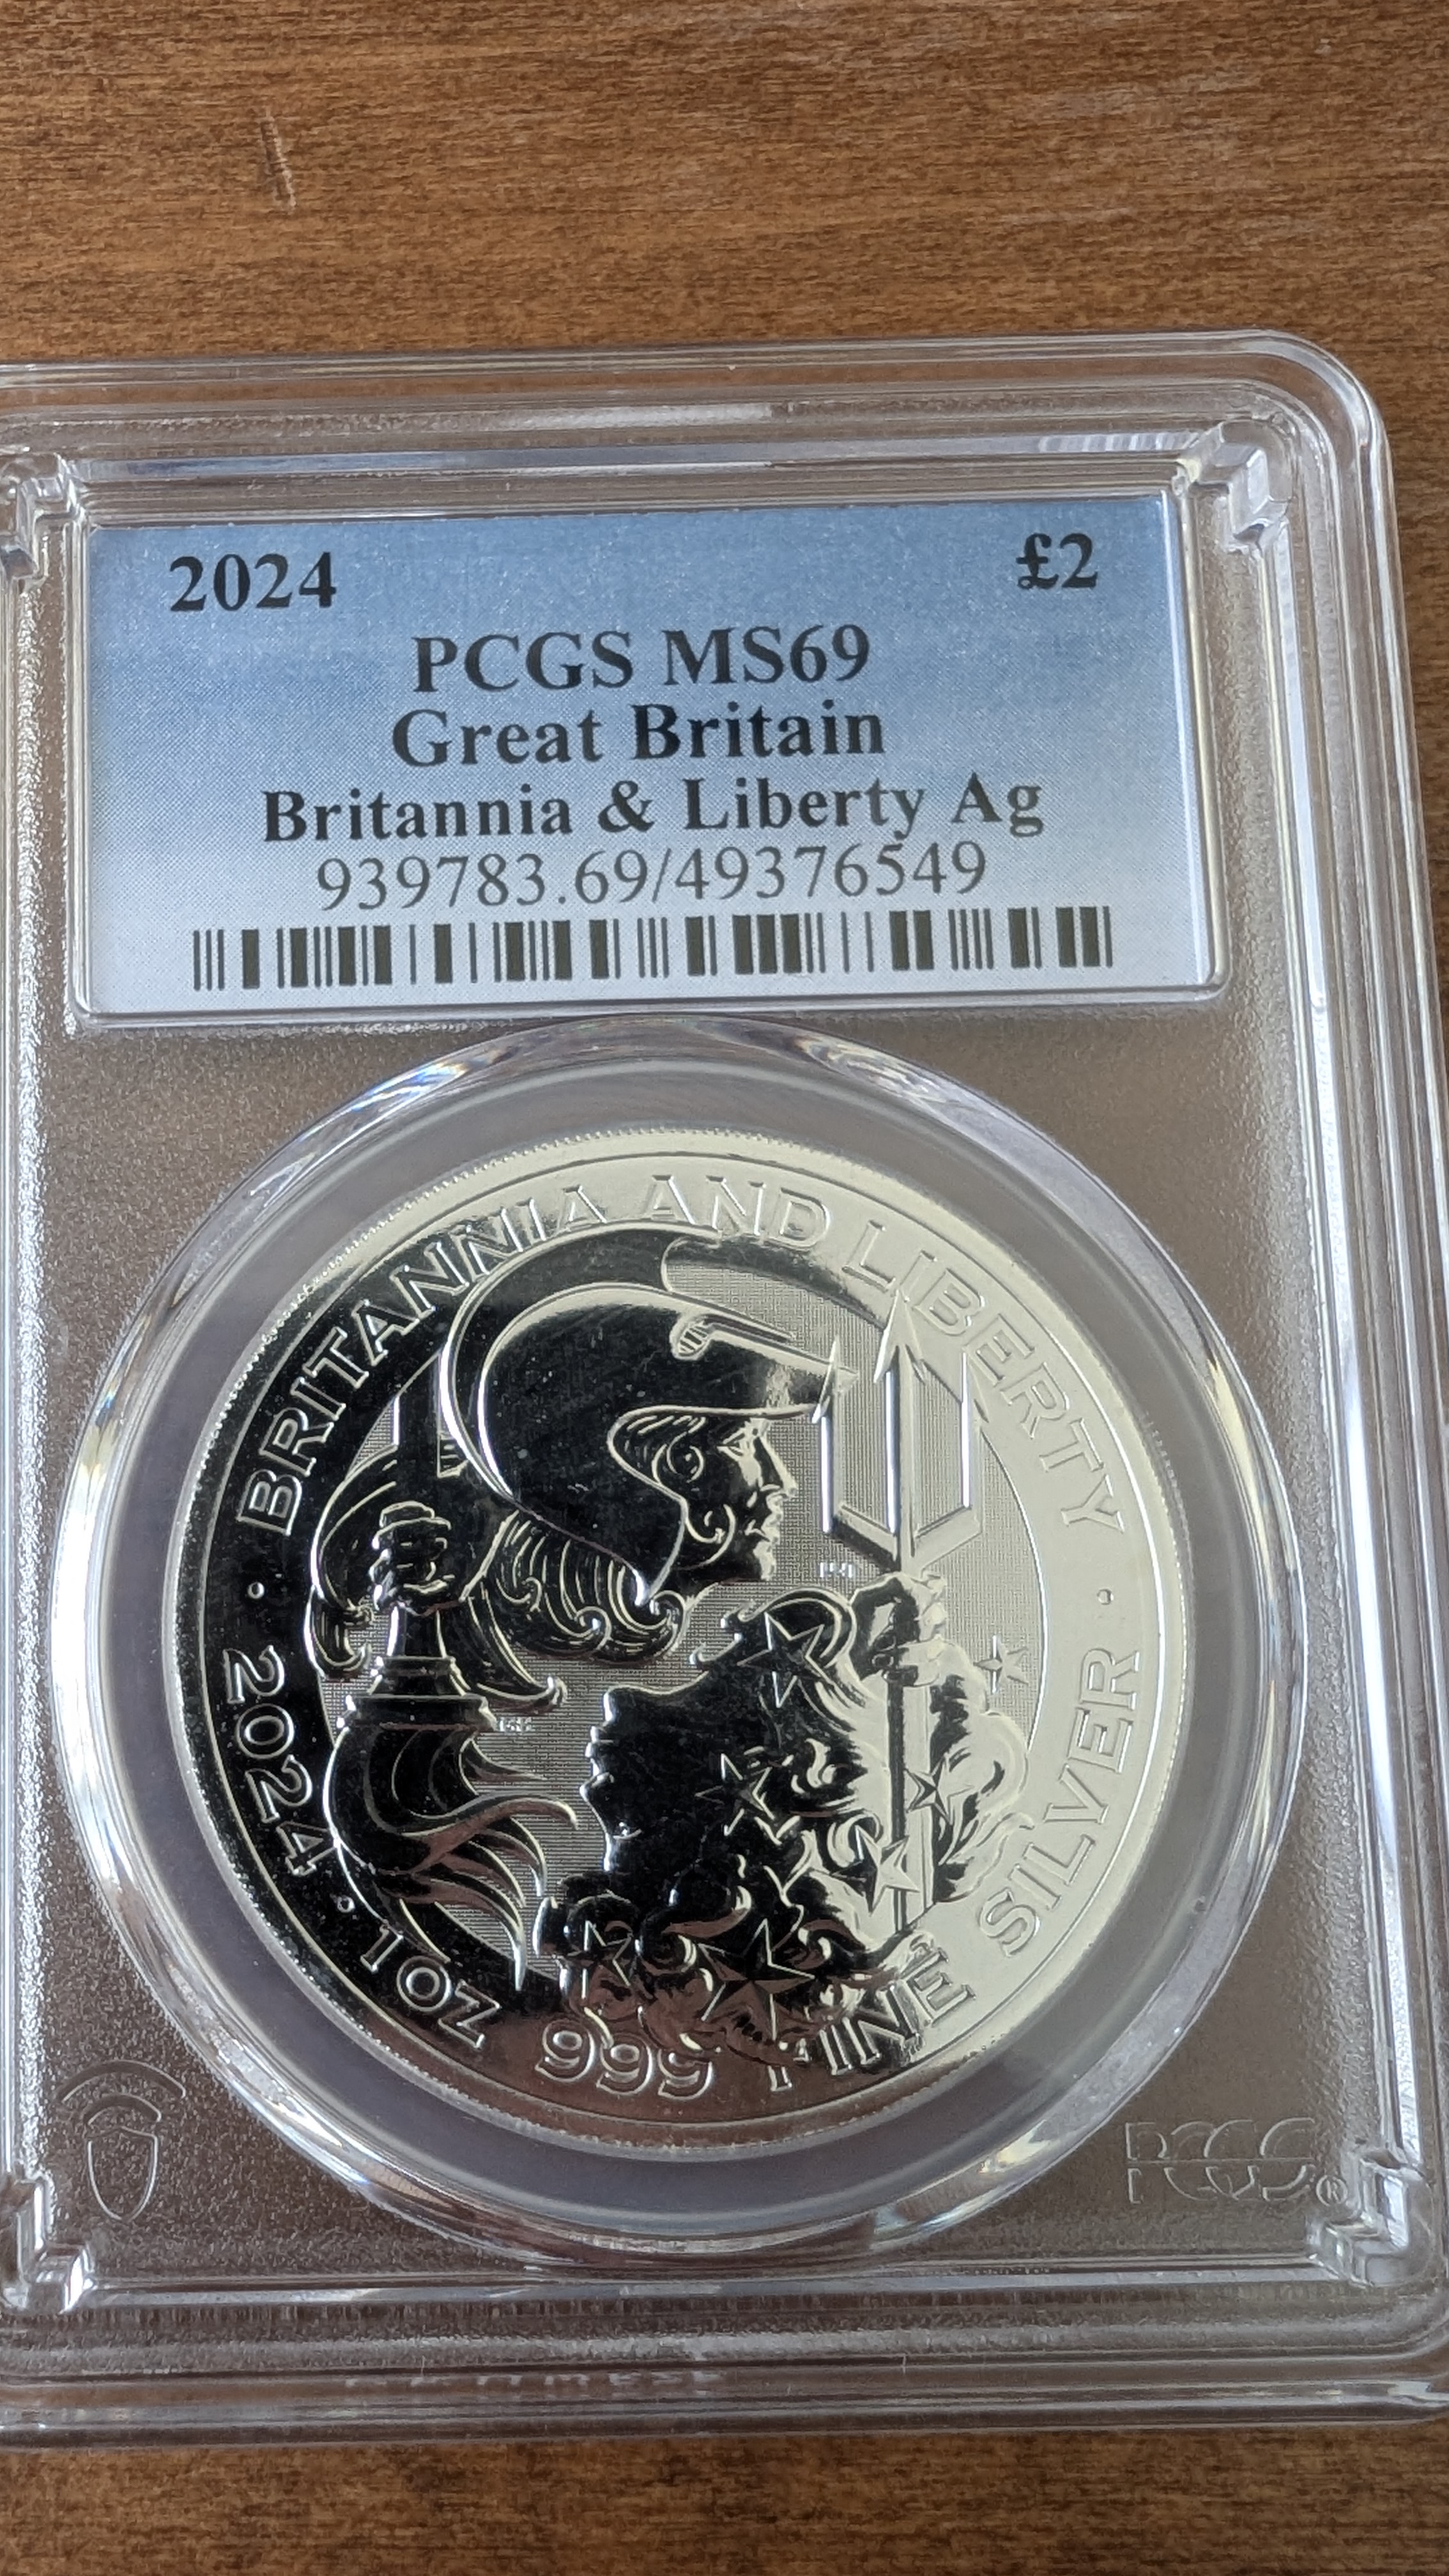 2024 £2
PCGS MS69
Great Britain
Britannia & Liberty Ag
939783.69/49376549
BRITANNIA AND LIBERTY
· 2024 · 1OZ 999 FINE SILVER ·
PCGS®